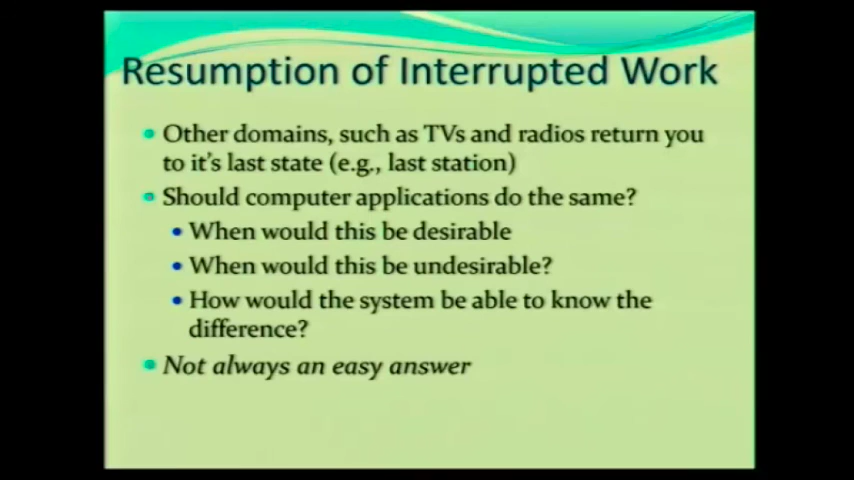 Resumption of Interrupted Work
Other domains, such as TVs and radios return you
to it's last state (e.g., last station)
Should computer applications do the same?
When would this be desirable
When would this be undesirable?
How would the system be able to know the
difference?
Not always an easy answer